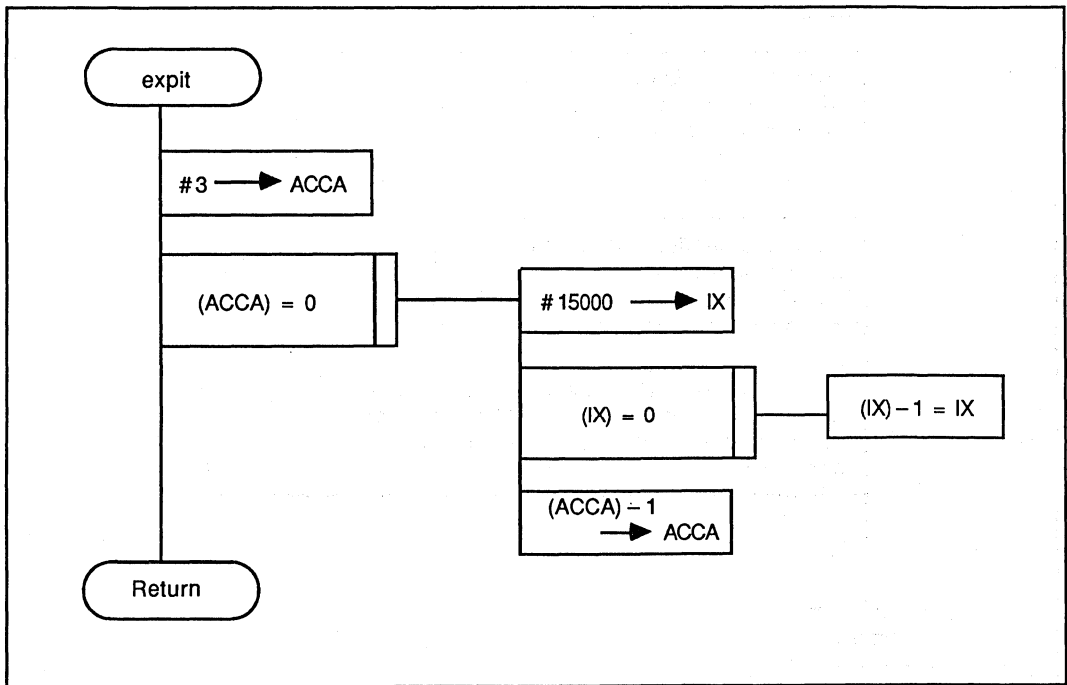 expit
#3 → ACCA
(ACCA) = 0
#15000 → IX
(IX) = 0
(IX) – 1 = IX
(ACCA) – 1
→ ACCA
Return